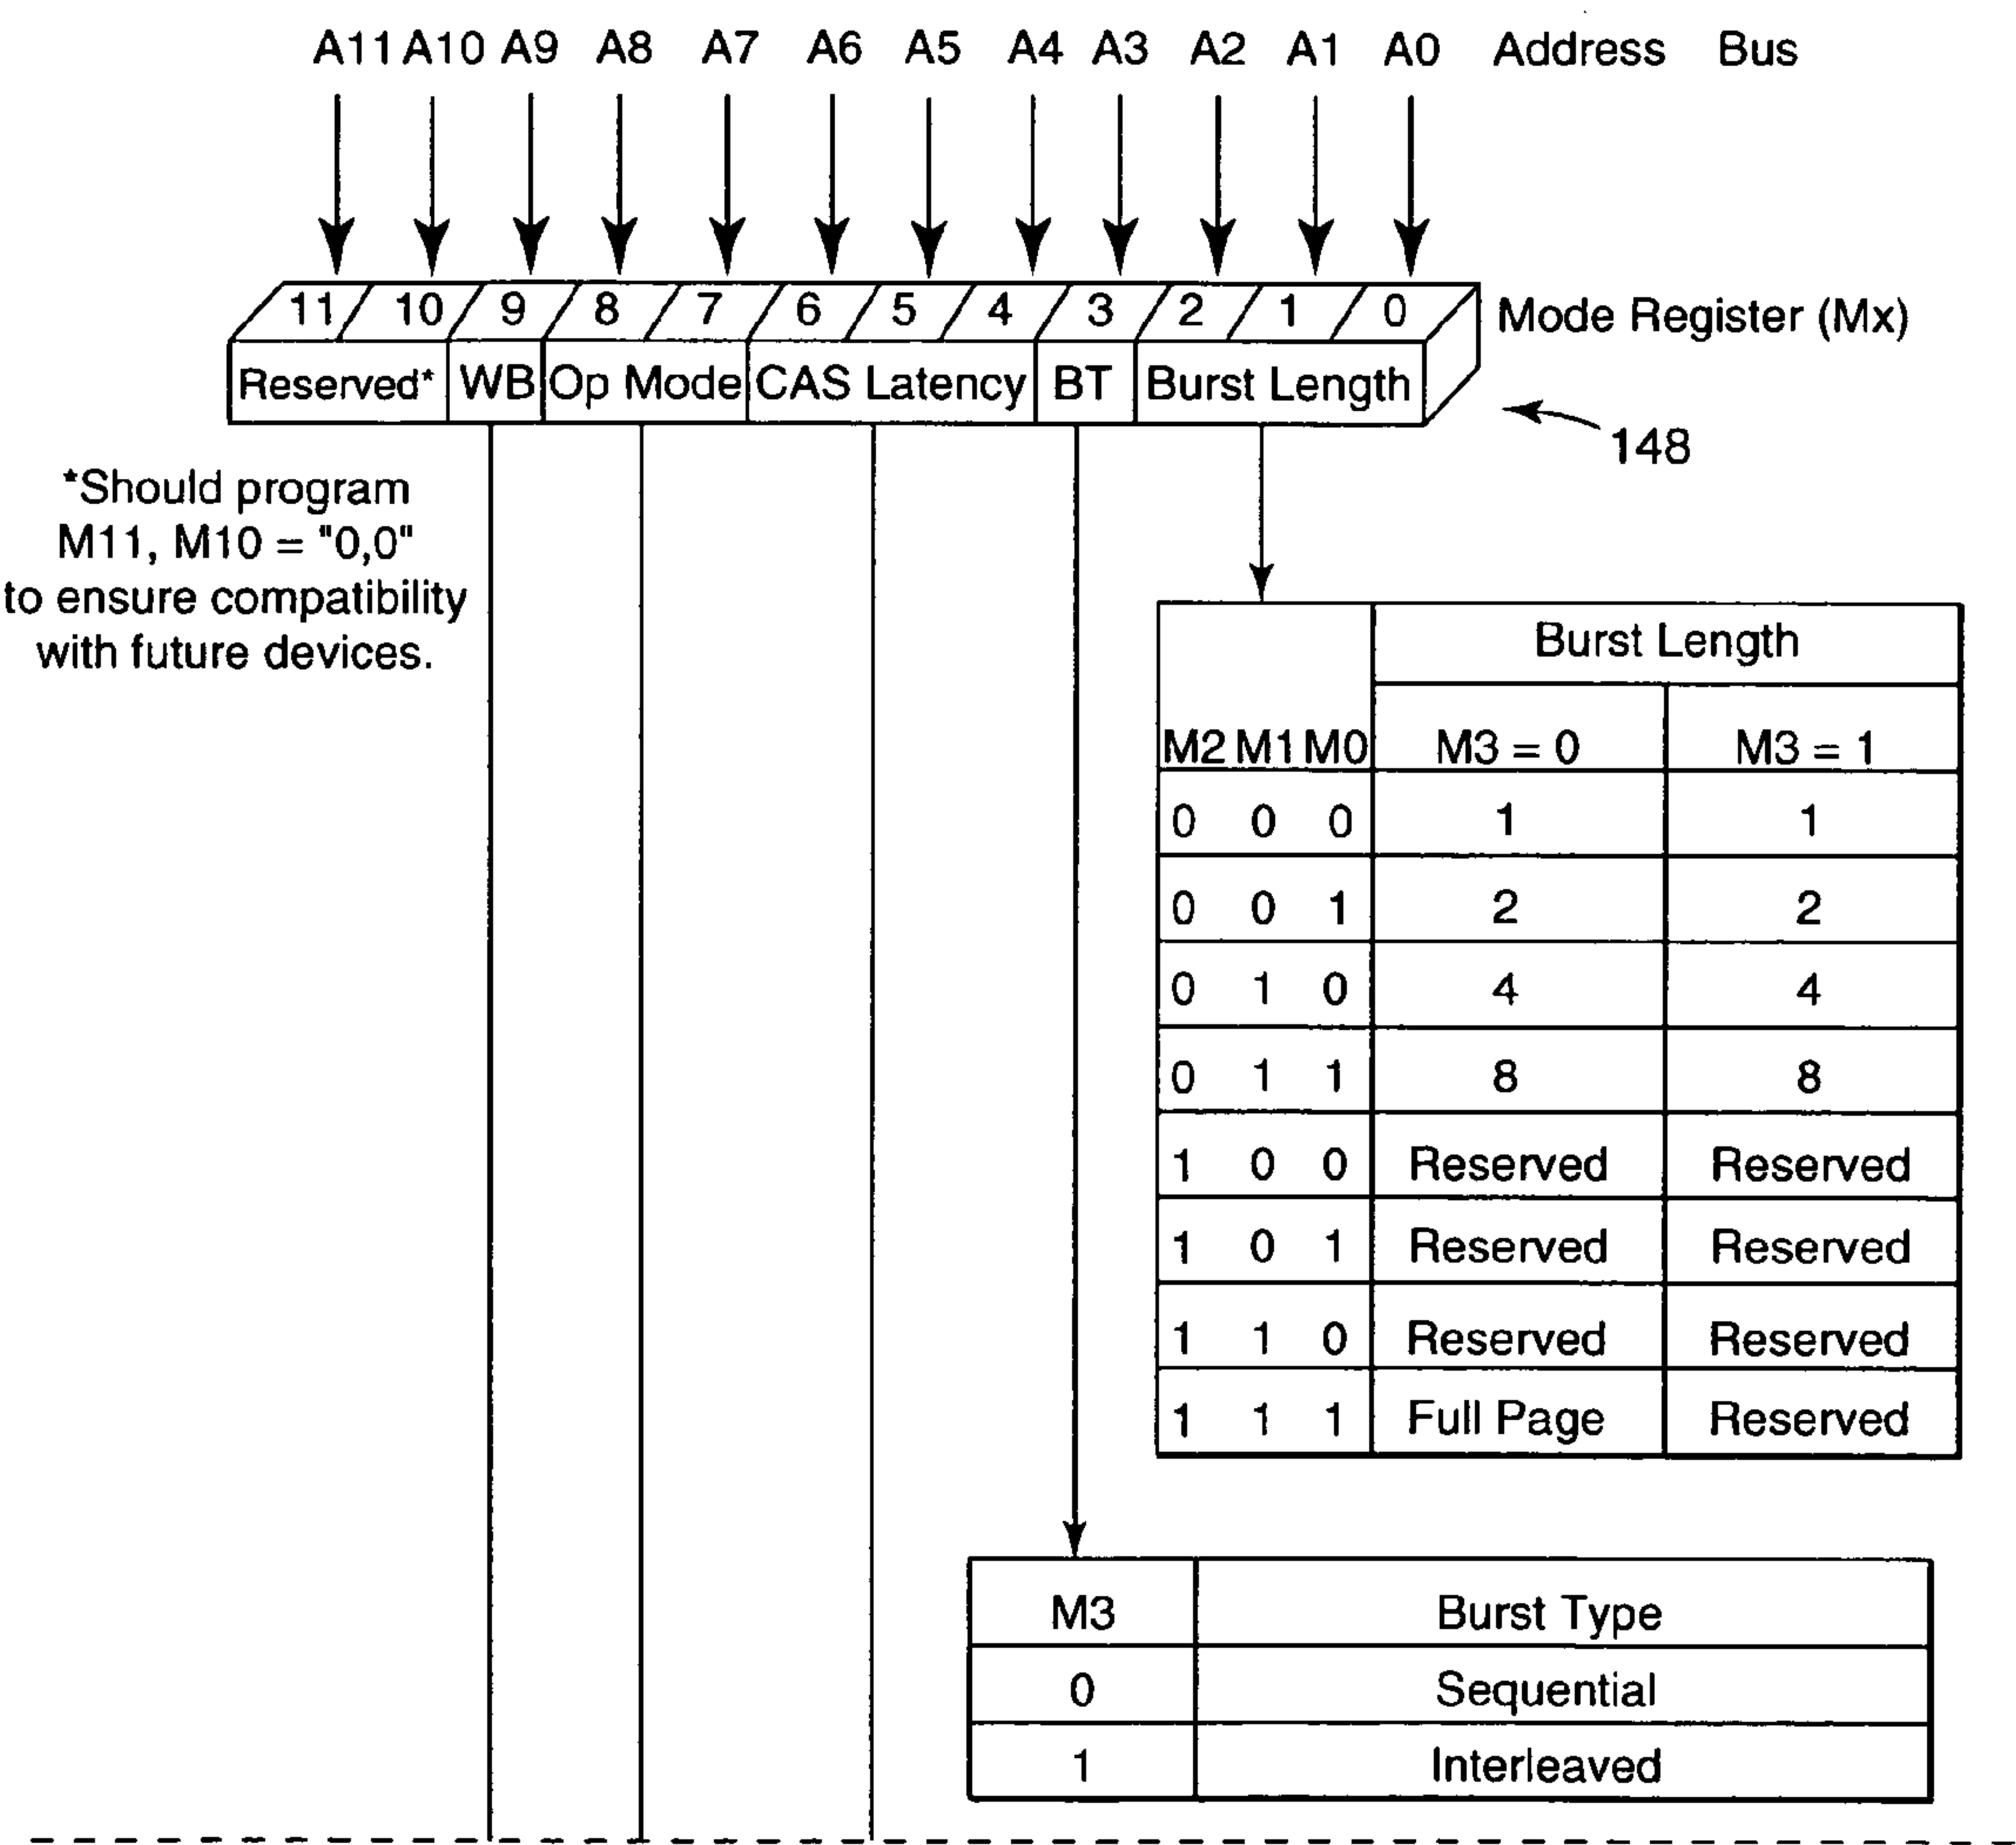 A11 A10 A9 A8 A7 A6 A5 A4 A3 A2 A1 A0 Address Bus
11 10 9 8 7 6 5 4 3 2 1 0 Mode Register (Mx)
Reserved* WB Op Mode CAS Latency BT Burst Length
148
*Should program
M11, M10 = "0,0"
to ensure compatibility
with future devices.
Burst Length
M2 M1 M0 M3 = 0 M3 = 1
0 0 0 1 1
0 0 1 2 2
0 1 0 4 4
0 1 1 8 8
1 0 0 Reserved Reserved
1 0 1 Reserved Reserved
1 1 0 Reserved Reserved
1 1 1 Full Page Reserved
M3 Burst Type
0 Sequential
1 Interleaved